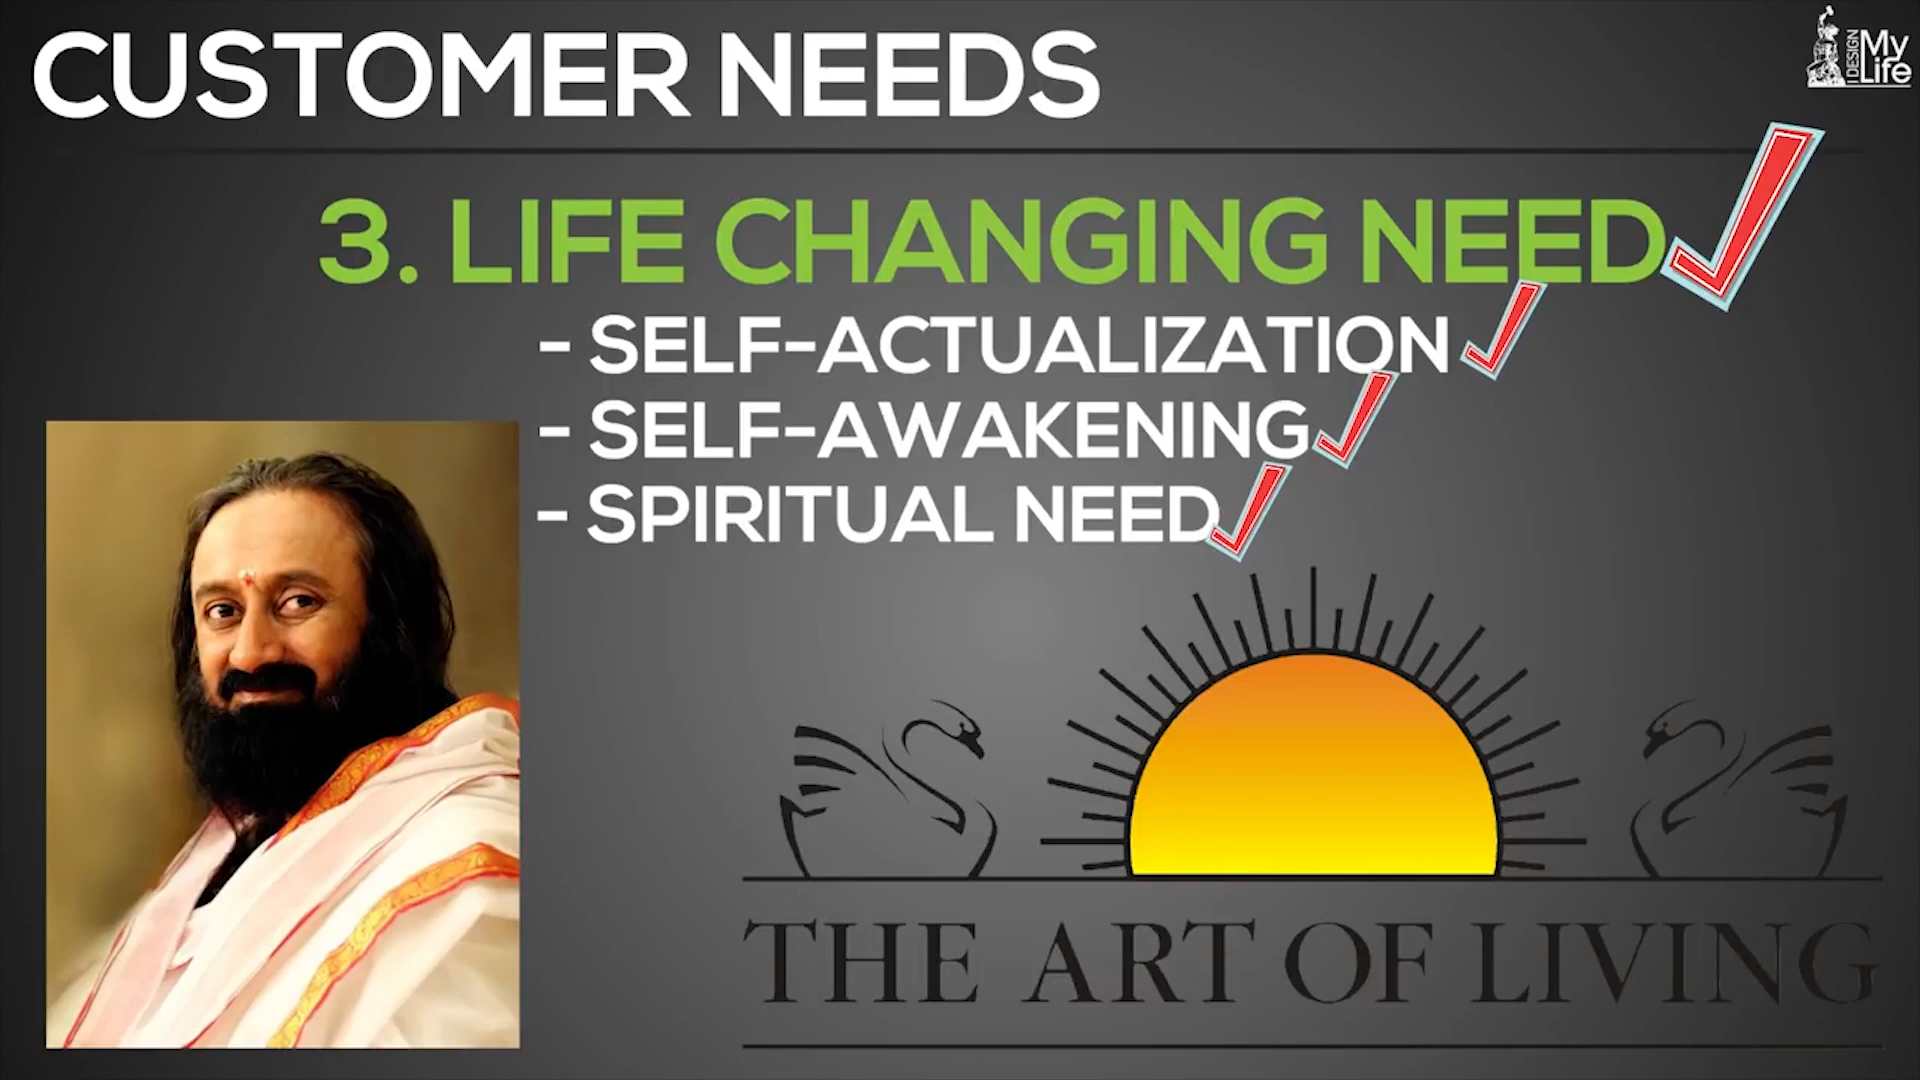 CUSTOMER NEEDS
I DESIGN
My
Life
3. LIFE CHANGING NEED
- SELF-ACTUALIZATION
- SELF-AWAKENING
- SPIRITUAL NEED
THE ART OF LIVING